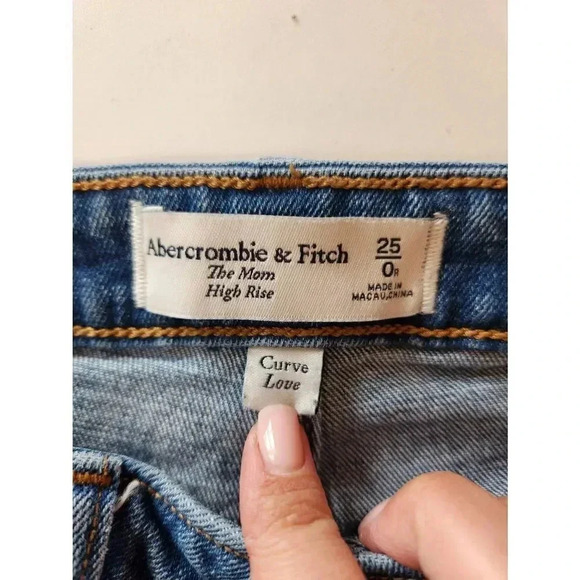 Abercrombie & Fitch
The Mom
High Rise
25
0R
MADE IN
MACAU, CHINA
Curve
Love